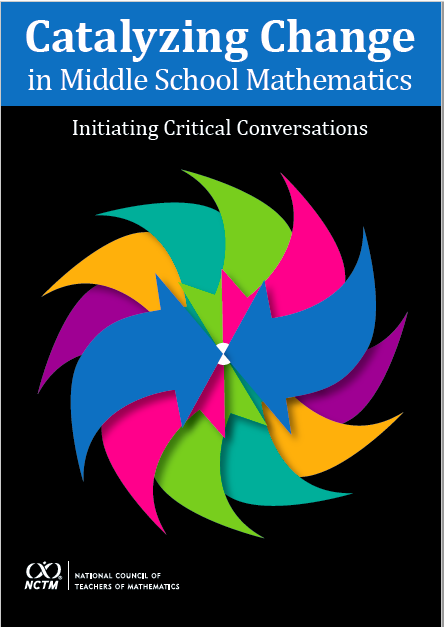 Catalyzing Change
in Middle School Mathematics
Initiating Critical Conversations
NCTM
NATIONAL COUNCIL OF
TEACHERS OF MATHEMATICS